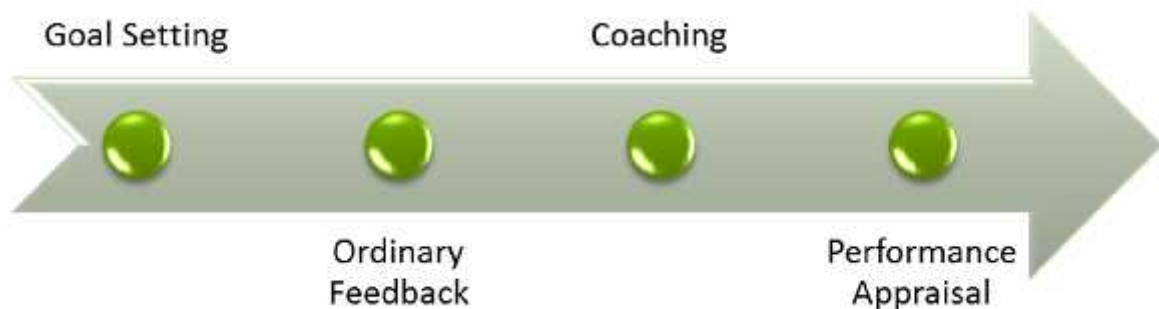 Goal Setting
Ordinary
Feedback
Coaching
Performance
Appraisal